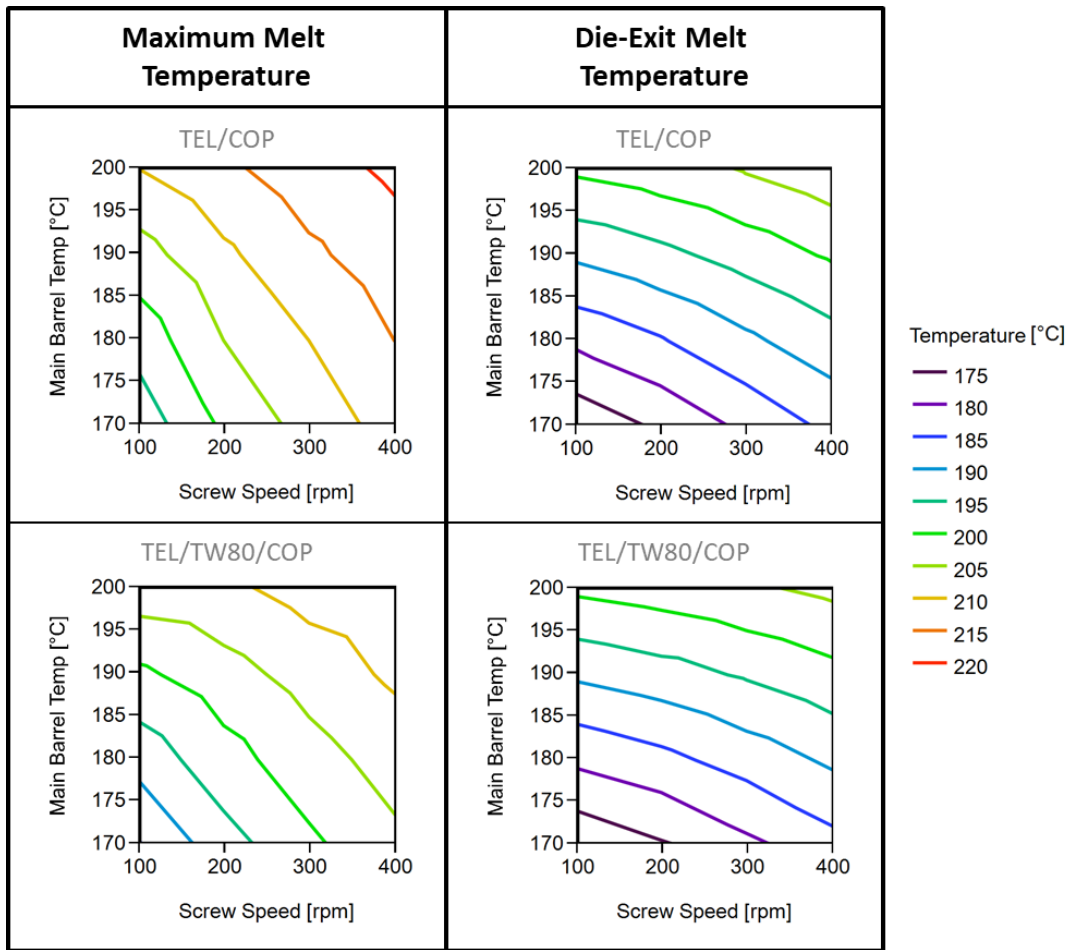 Maximum Melt
Temperature
Die-Exit Melt
Temperature
TEL/COP
200
195
190
185
180
175
170
Main Barrel Temp [°C]
100 200 300 400
Screw Speed [rpm]
TEL/COP
200
195
190
185
180
175
170
Main Barrel Temp [°C]
100 200 300 400
Screw Speed [rpm]
TEL/TW80/COP
200
195
190
185
180
175
170
Main Barrel Temp [°C]
100 200 300 400
Screw Speed [rpm]
TEL/TW80/COP
200
195
190
185
180
175
170
Main Barrel Temp [°C]
100 200 300 400
Screw Speed [rpm]
Temperature [°C]
175
180
185
190
195
200
205
210
215
220